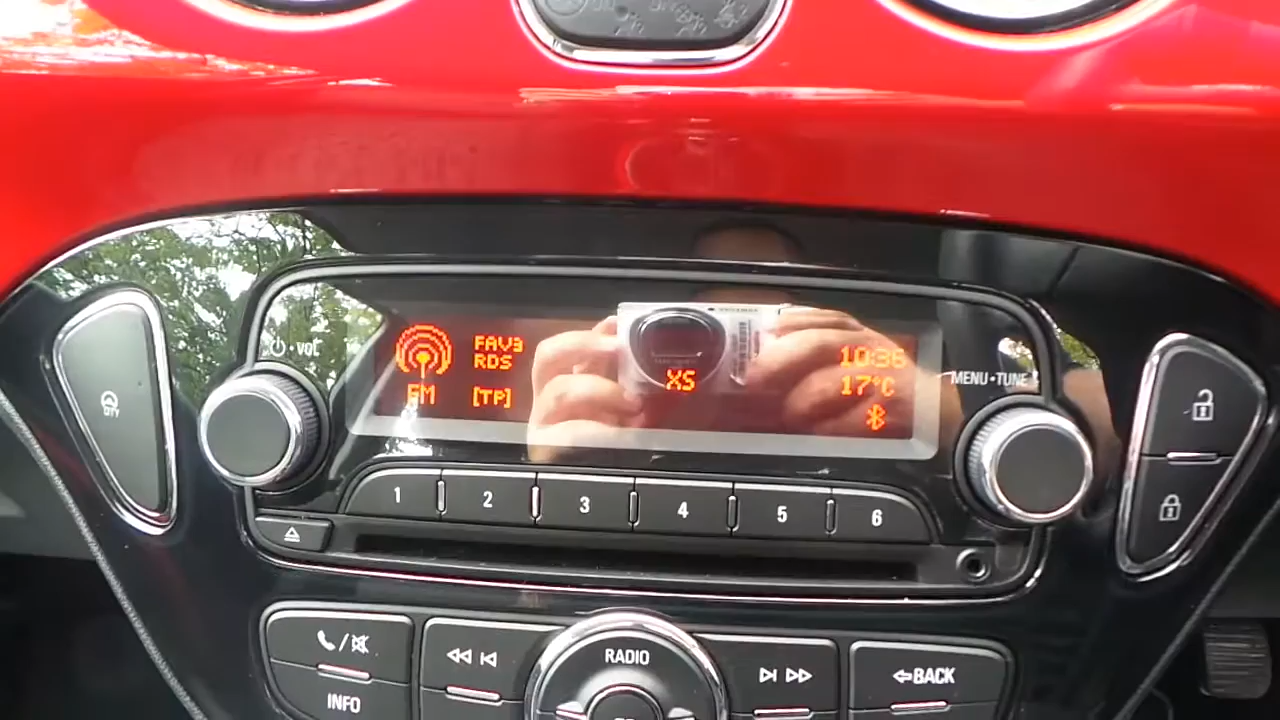 VOL
FAV3
RDS
FM
[TP]
XS
10:36
17°C
MENU•TUNE
CITY
1
2
3
4
5
6
RADIO
BACK
INFO